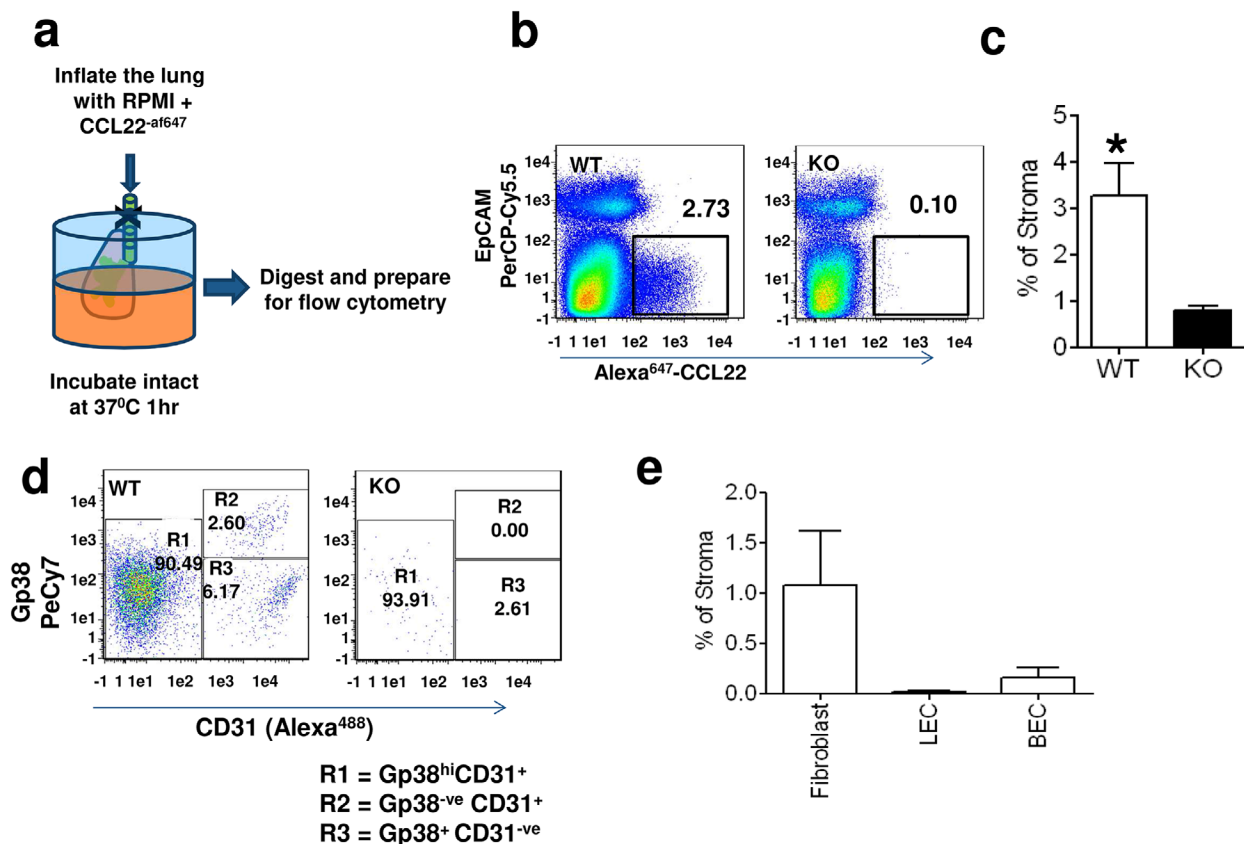 a
Inflate the lung
with RPMI +
CCL22-af647
Incubate intact
at 37⁰C 1hr
Digest and prepare
for flow cytometry
b
EpCAM
PerCP-Cy5.5
WT
2.73
1e4
1e3
1e2
1e1
1
-1
-1 1 1e1 1e2 1e3 1e4
KO
0.10
1e4
1e3
1e2
1e1
1
-1
-1 1 1e1 1e2 1e3 1e4
Alexa647-CCL22
c
% of Stroma
5
4
3
2
1
0
*
WT KO
d
Gp38
PeCy7
WT
R2
2.60
R1
90.49
R3
6.17
1e4
1e3
1e2
1e1
1
-1
-1 1 1e1 1e2 1e3 1e4
KO
R2
0.00
R1
93.91
R3
2.61
1e4
1e3
1e2
1e1
1
-1
-1 1 1e1 1e2 1e3 1e4
CD31 (Alexa488)
R1 = Gp38hiCD31+
R2 = Gp38-ve CD31+
R3 = Gp38+ CD31-ve
e
% of Stroma
2.0
1.5
1.0
0.5
0.0
Fibroblast
LEC
BEC